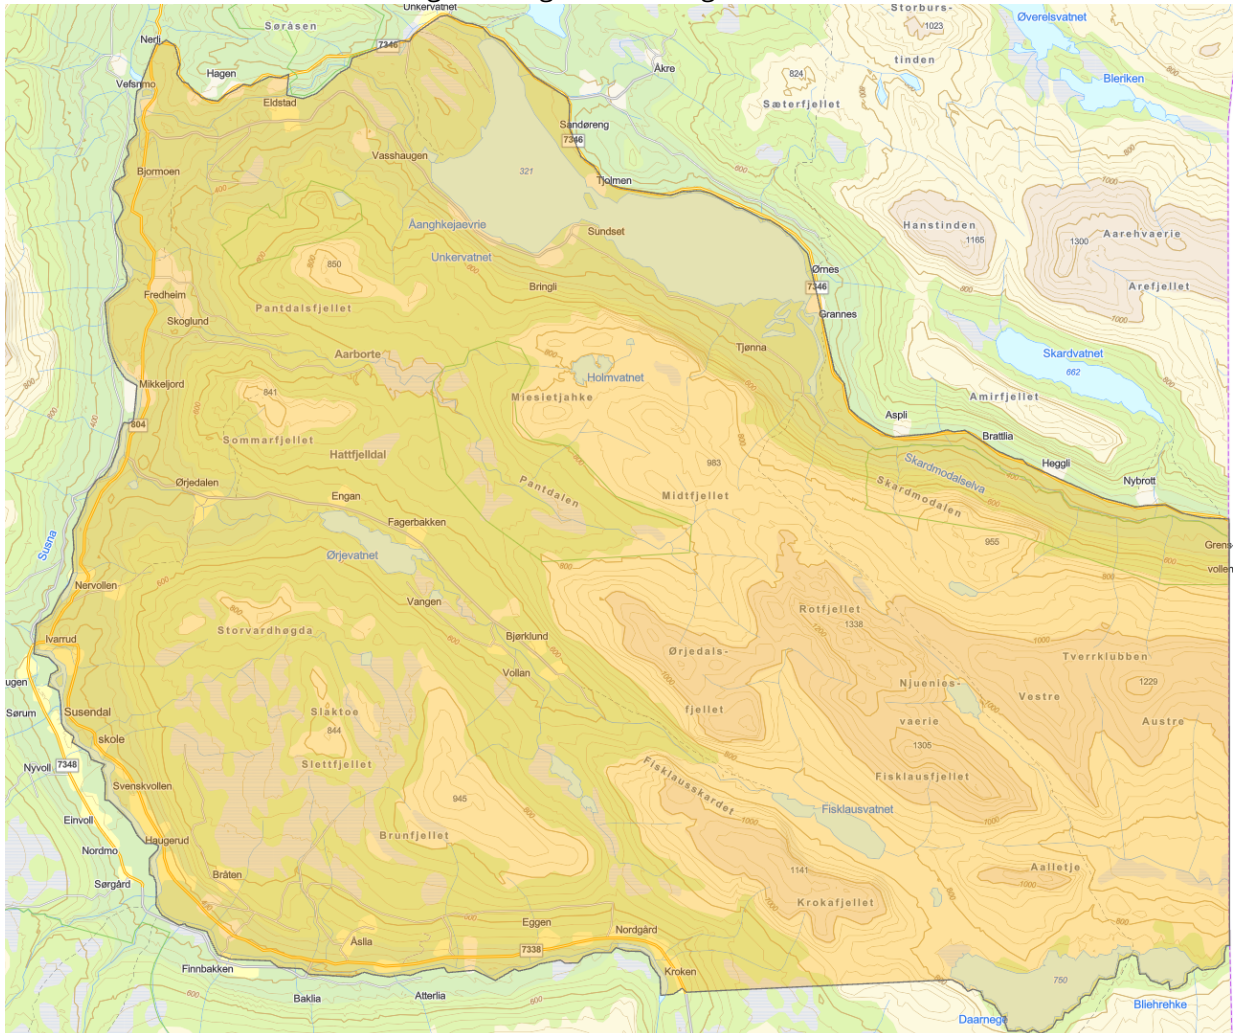 Unkervatnet
Storburs-
tinden
1023
Øverelsvatnet
Søråsen
Nerli
7346
Åkre
Hagen
Vefsnmo
824
Bleriken
Eldstad
Sæterfjellet
Sandøreng
7346
Vasshaugen
Bjormoen
321
Tjolmen
Åanghkejaevrie
Unkervatnet
Sundset
Hanstinden
1165
1300
Aarehvaerie
850
Ørnes
Arefjellet
Bringli
7346
Fredheim
Pantdalsfjellet
Grannes
Skoglund
Aarborte
Tjønna
Skardvatnet
662
Holmvatnet
Mikkeljord
841
Miesietjahke
Amirfjellet
804
Aspli
Sommarfjellet
Brattlia
Hattfjelldal
983
Skardmodalselva
Heggli
Nybrott
Ørjedalen
Engan
Pantdalen
Midtfjellet
Skardmodalen
Fagerbakken
955
Susna
Ørjevatnet
Grens-
vollen
Nervollen
Vangen
Rotfjellet
1338
Storvardhøgda
Bjørklund
Ivarrud
Ørjedals-
fjellet
Tverrklubben
Vollan
1229
ugen
Njuenies-
vaerie
Vestre
Sørum
Susendal
skole
Slaktoe
844
Austre
1305
Nyvoll
7348
Slettfjellet
Fisklausskardet
Fisklausfjellet
Svenskvollen
945
Fisklausvatnet
Einvoll
Brunfjellet
Haugerud
Nordmo
Aalletje
Bråten
1141
Sørgård
Krokafjellet
Eggen
Nordgård
Åslia
7338
Finnbakken
Kroken
750
Baklia
Atterlia
Bliehrehke
Daarnege